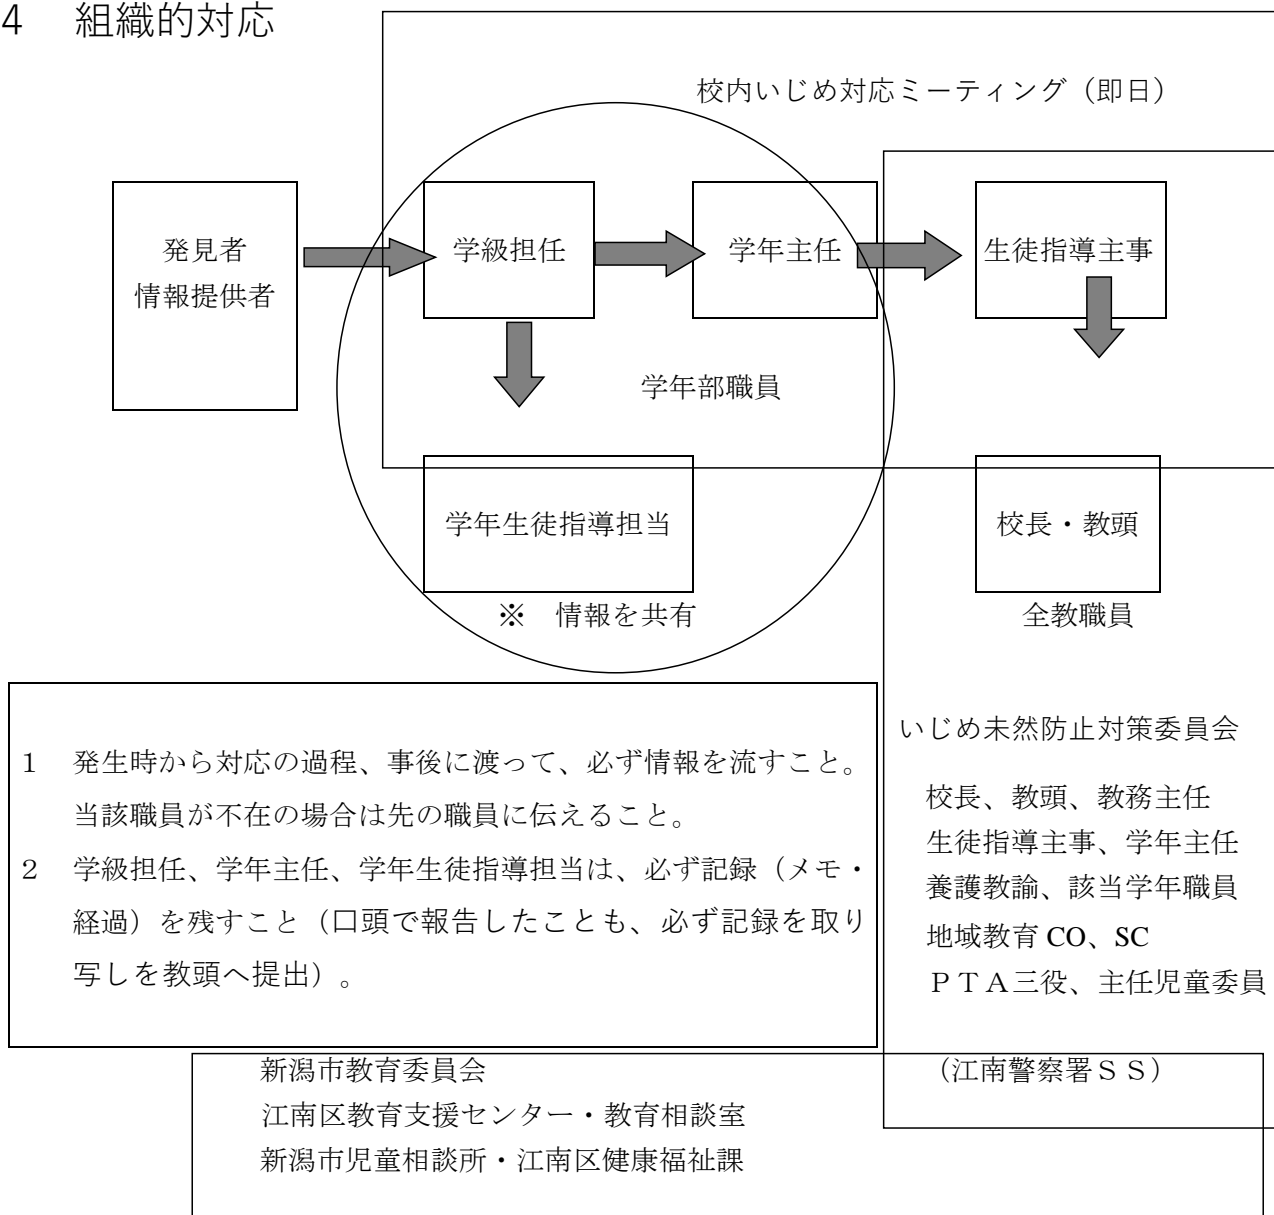 4　組織的対応
校内いじめ対応ミーティング（即日）
発見者
情報提供者
学級担任
学年主任
生徒指導主事
学年部職員
学年生徒指導担当
校長・教頭
※　情報を共有
全教職員
1　発生時から対応の過程、事後に渡って、必ず情報を流すこと。
当該職員が不在の場合は先の職員に伝えること。
2　学級担任、学年主任、学年生徒指導担当は、必ず記録（メモ・
経過）を残すこと（口頭で報告したことも、必ず記録を取り
写しを教頭へ提出）。
いじめ未然防止対策委員会
校長、教頭、教務主任
生徒指導主事、学年主任
養護教諭、該当学年職員
地域教育 CO、SC
ＰＴＡ三役、主任児童委員
（江南警察署ＳＳ）
新潟市教育委員会
江南区教育支援センター・教育相談室
新潟市児童相談所・江南区健康福祉課